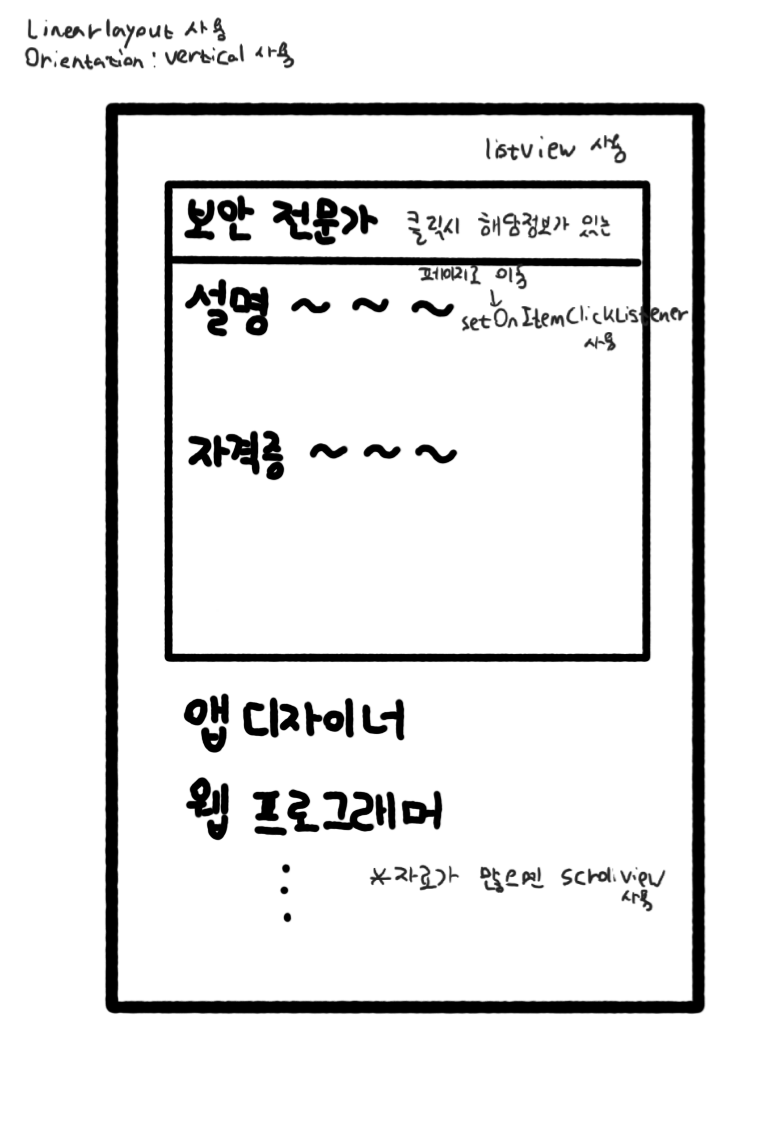 Linearlayout 사용
Orientation : vertical 사용
listview 사용
보안 전문가 클릭시 해당정보가 있는
페이지로 이동
↓
설명 ~ ~ ~ setOnItemClickListener
사용
자격증 ~ ~ ~
앱 디자이너
웹 프로그래머
⋮
*자료가 많으면 scrollview
사용